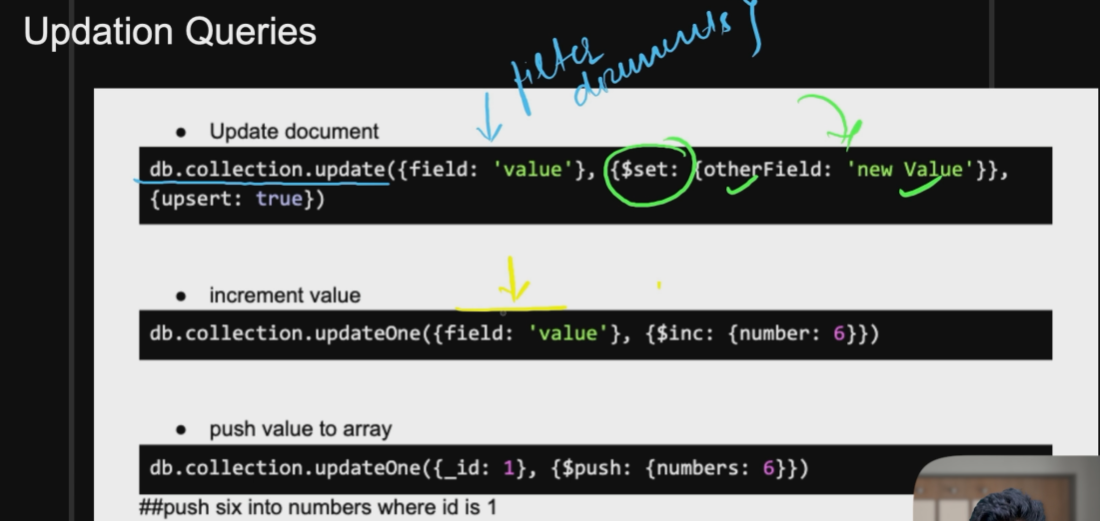 Updation Queries
filter
documents}
• Update document
db.collection.update({field: 'value'}, {$set: {otherField: 'new Value'}},
{upsert: true})
• increment value
db.collection.updateOne({field: 'value'}, {$inc: {number: 6}})
• push value to array
db.collection.updateOne({_id: 1}, {$push: {numbers: 6}})
##push six into numbers where id is 1